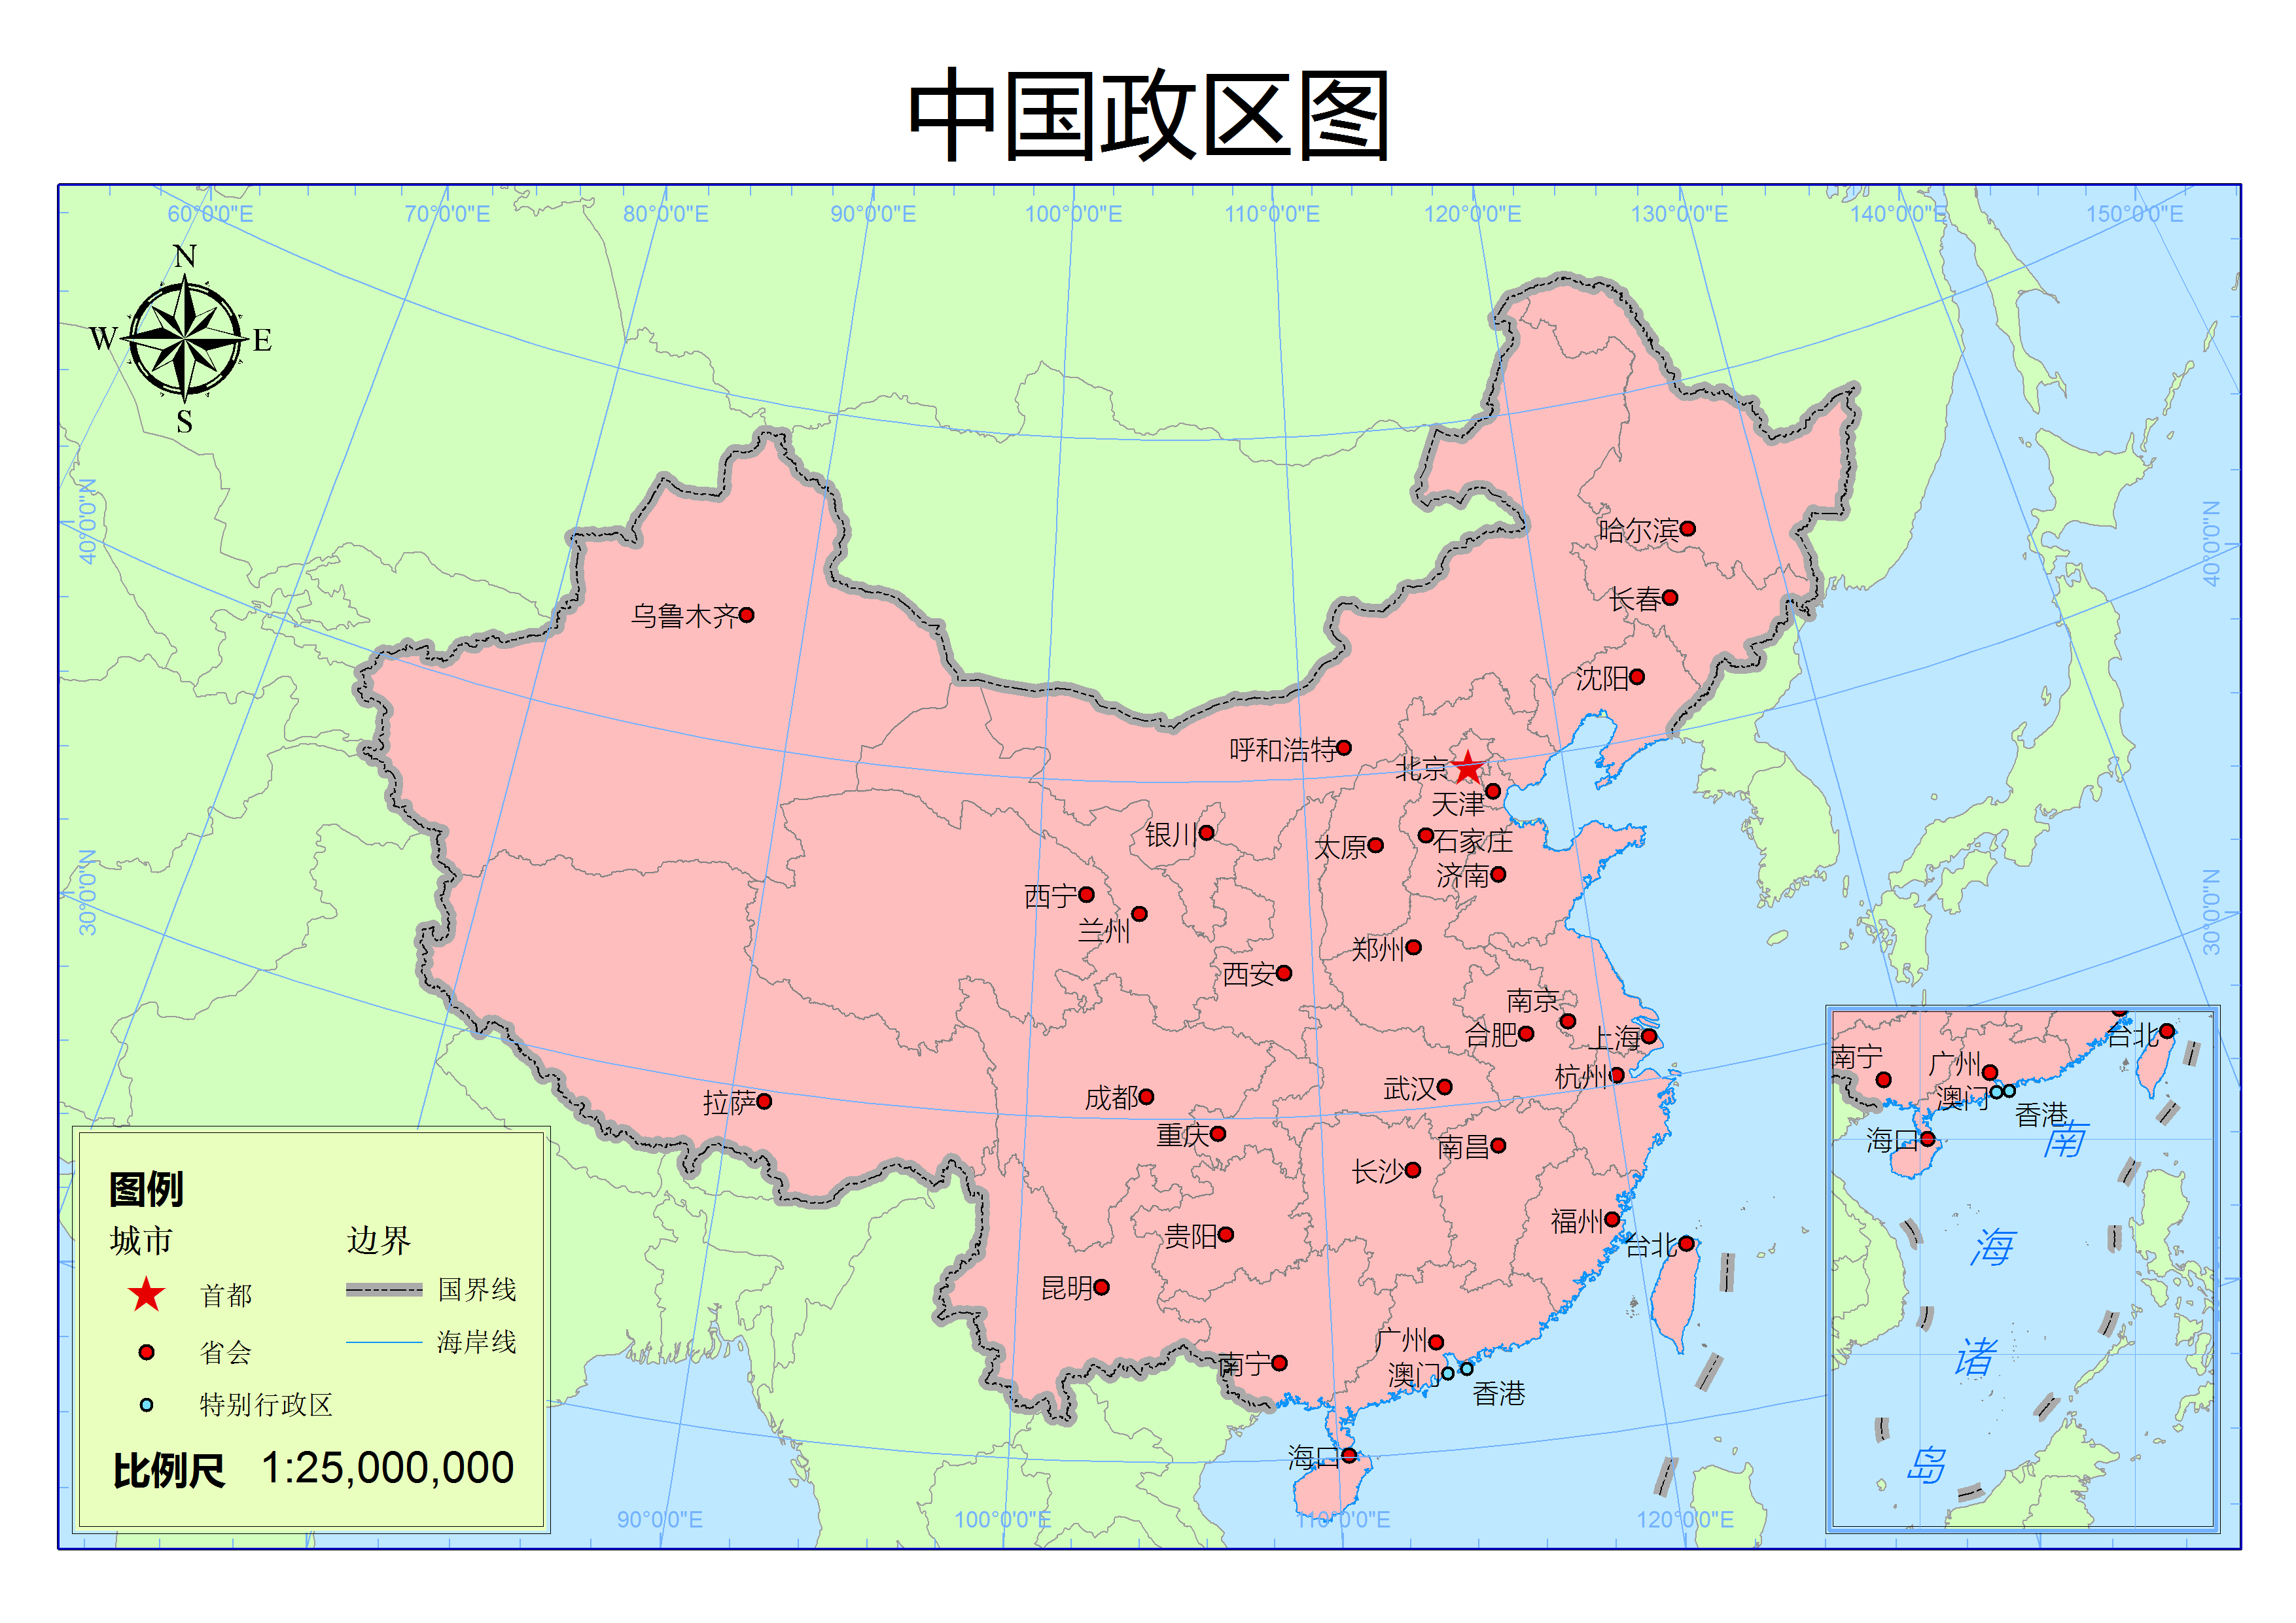 中国政区图
60°0'0"E 70°0'0"E 80°0'0"E 90°0'0"E 100°0'0"E 110°0'0"E 120°0'0"E 130°0'0"E 140°0'0"E 150°0'0"E
N
W E
S
40°0'0"N
40°0'0"N
30°0'0"N
30°0'0"N
哈尔滨
长春
乌鲁木齐
沈阳
呼和浩特
北京
天津
银川
太原
石家庄
济南
西宁
兰州
郑州
西安
南京
合肥
上海
杭州
武汉
成都
拉萨
重庆
南昌
长沙
福州
贵阳
台北
昆明
广州
南宁
澳门
香港
海口
90°0'0"E 100°0'0"E 110°0'0"E 120°0'0"E
图例
城市 边界
首都 国界线
省会 海岸线
特别行政区
比例尺 1:25,000,000
台北
南宁
广州
澳门
香港
海口
南
海
诸
岛